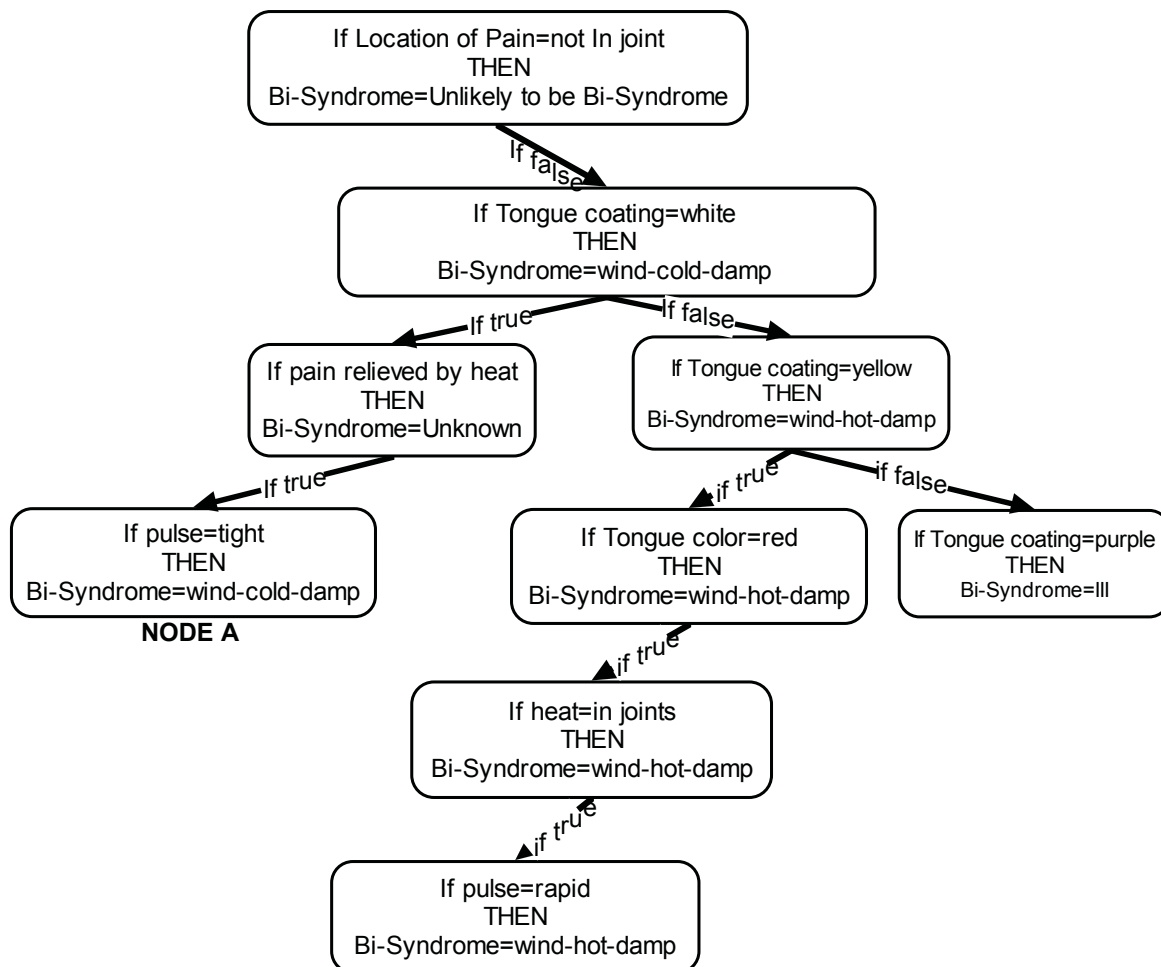 If Location of Pain=not In joint
THEN
Bi-Syndrome=Unlikely to be Bi-Syndrome
If false
If Tongue coating=white
THEN
Bi-Syndrome=wind-cold-damp
If true
If false
If pain relieved by heat
THEN
Bi-Syndrome=Unknown
If Tongue coating=yellow
THEN
Bi-Syndrome=wind-hot-damp
If true
if true
if false
If pulse=tight
THEN
Bi-Syndrome=wind-cold-damp
NODE A
If Tongue color=red
THEN
Bi-Syndrome=wind-hot-damp
If Tongue coating=purple
THEN
Bi-Syndrome=III
if true
If heat=in joints
THEN
Bi-Syndrome=wind-hot-damp
if true
If pulse=rapid
THEN
Bi-Syndrome=wind-hot-damp